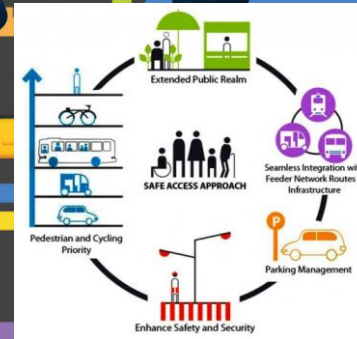 Extended Public Realm
SAFE ACCESS APPROACH
Seamless Integration wi
Feeder Network Routes
Infrastructure
P
Parking Management
Pedestrian and Cycling
Priority
Enhance Safety and Security